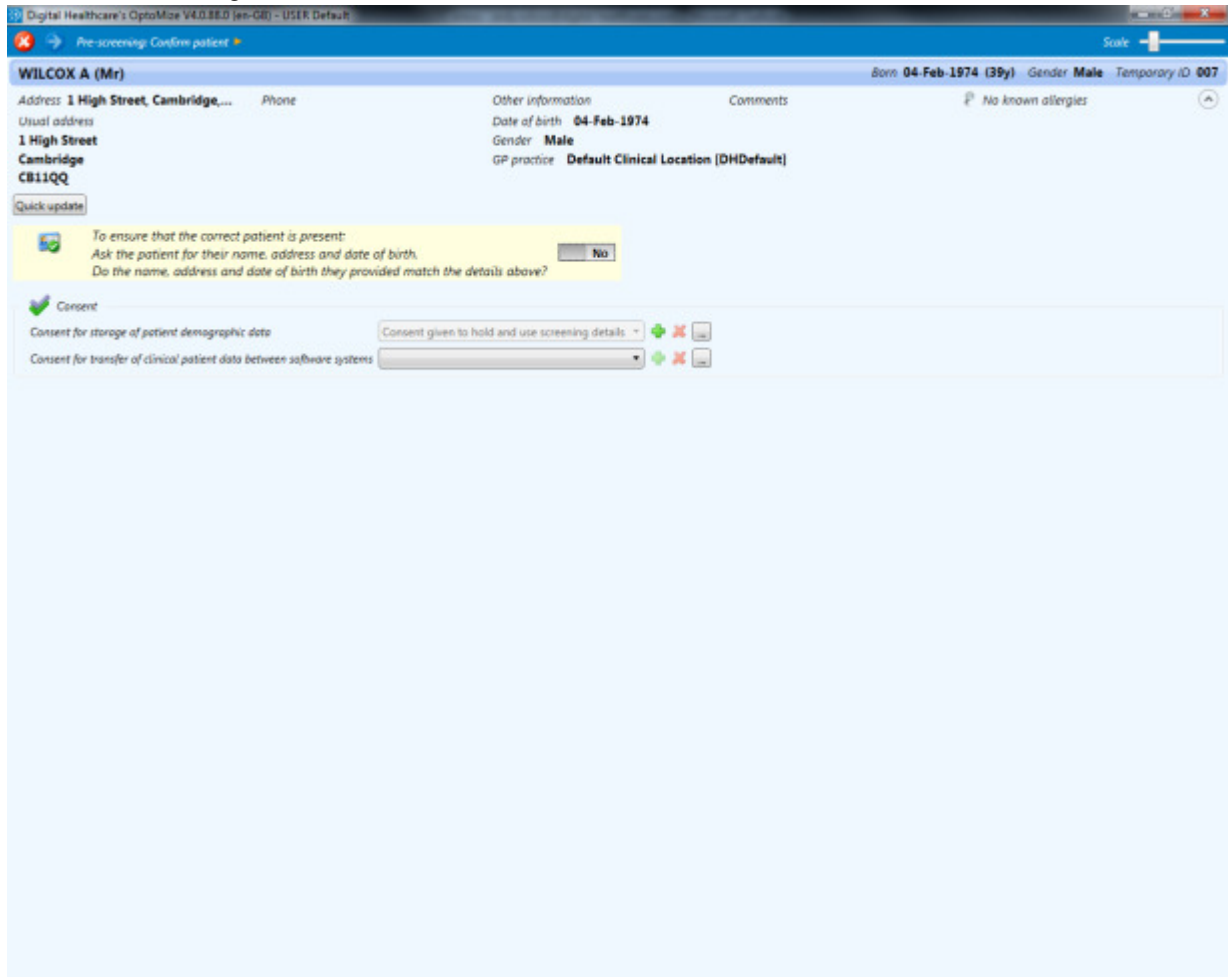 Digital Healthcare's OptoMize V4.0.88.0 (en-GB) - USER Default
Pre-screening: Confirm patient
Scale
WILCOX A (Mr)
Born 04-Feb-1974 (39y) Gender Male Temporary ID 007
Address 1 High Street, Cambridge,... Phone Other information Comments No known allergies
Usual address Date of birth 04-Feb-1974
1 High Street Gender Male
Cambridge GP practice Default Clinical Location [DHDefault]
CB11QQ
Quick update
To ensure that the correct patient is present:
Ask the patient for their name, address and date of birth.
Do the name, address and date of birth they provided match the details above?
No
Consent
Consent for storage of patient demographic data Consent given to hold and use screening details ...
Consent for transfer of clinical patient data between software systems ...